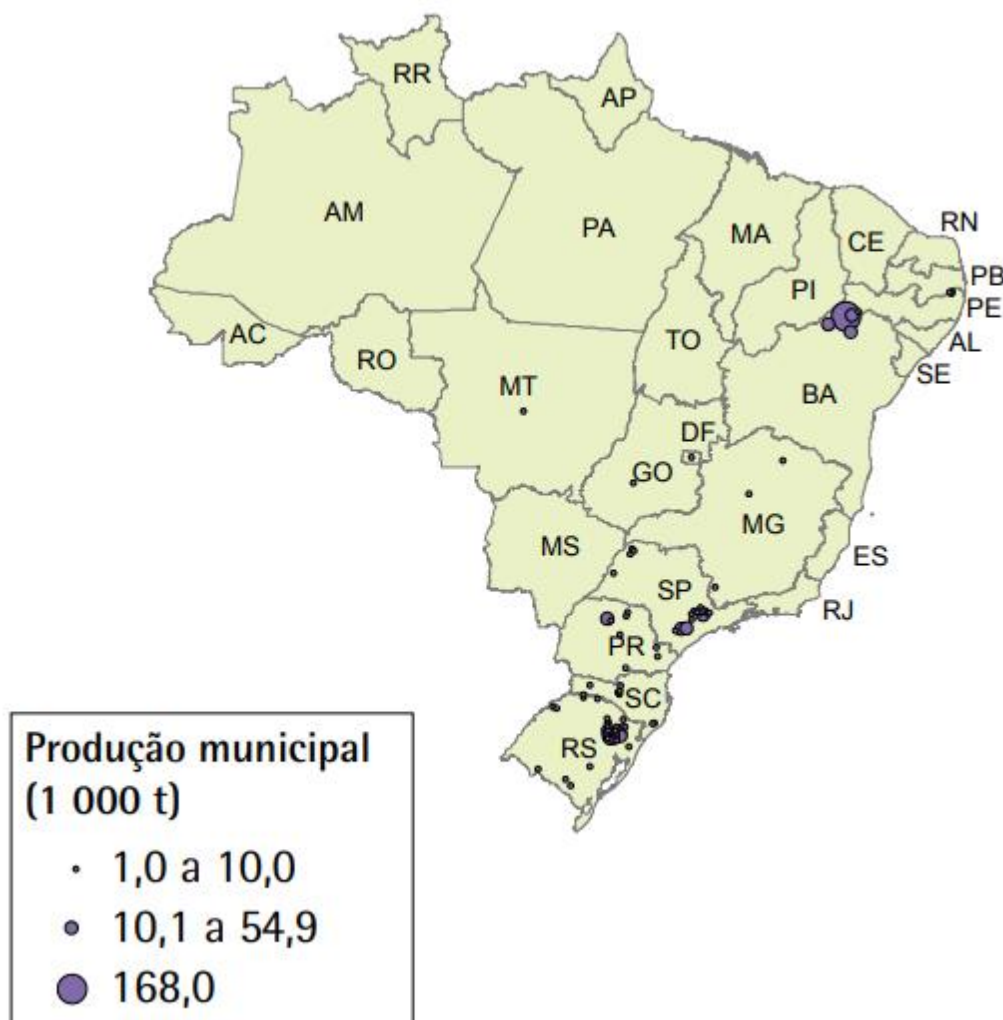 RR
AP
AM
PA
MA
CE
RN
PB
PI
PE
AL
AC
TO
SE
RO
MT
BA
DF
GO
MG
MS
ES
SP
RJ
PR
SC
RS
Produção municipal
(1 000 t)
1,0 a 10,0
10,1 a 54,9
168,0